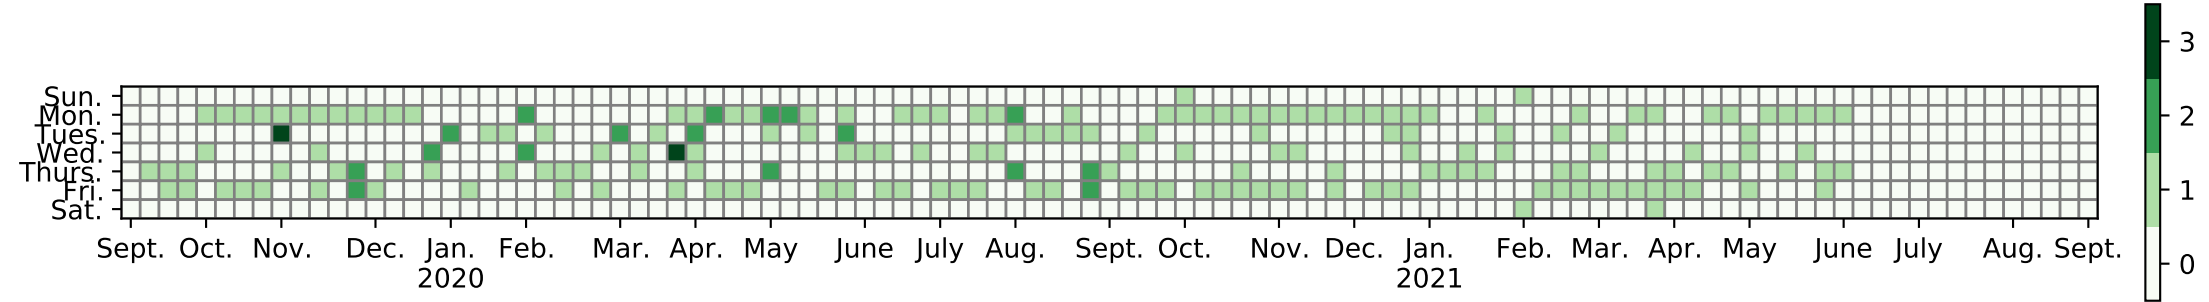 Sun.
Mon.
Tues.
Wed.
Thurs.
Fri.
Sat.
Sept. Oct. Nov. Dec. Jan. Feb. Mar. Apr. May June July Aug. Sept. Oct. Nov. Dec. Jan. Feb. Mar. Apr. May June July Aug. Sept.
2020 2021
3
2
1
0